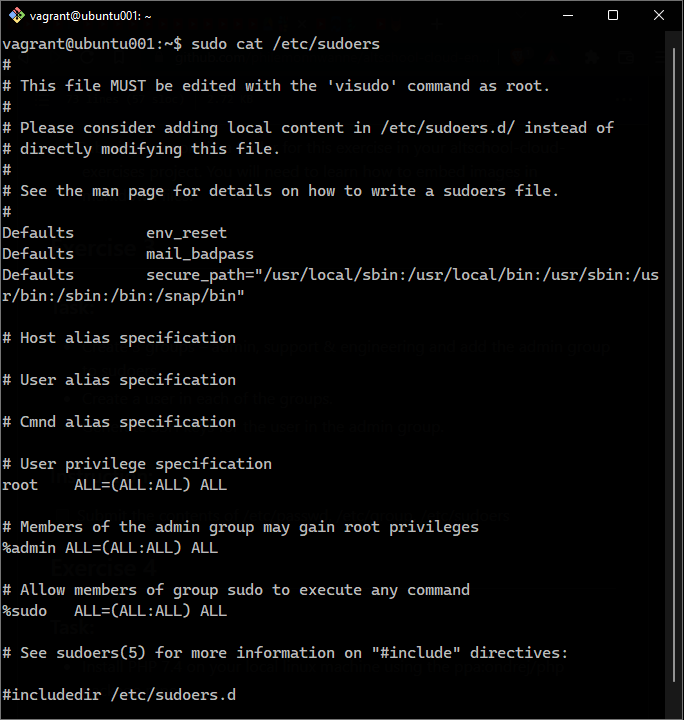 vagrant@ubuntu001: ~
vagrant@ubuntu001:~$ sudo cat /etc/sudoers
#
# This file MUST be edited with the 'visudo' command as root.
#
# Please consider adding local content in /etc/sudoers.d/ instead of
# directly modifying this file.
#
# See the man page for details on how to write a sudoers file.
#
Defaults        env_reset
Defaults        mail_badpass
Defaults        secure_path="/usr/local/sbin:/usr/local/bin:/usr/sbin:/us
r/bin:/sbin:/bin:/snap/bin"

# Host alias specification

# User alias specification

# Cmnd alias specification

# User privilege specification
root    ALL=(ALL:ALL) ALL

# Members of the admin group may gain root privileges
%admin ALL=(ALL:ALL) ALL

# Allow members of group sudo to execute any command
%sudo   ALL=(ALL:ALL) ALL

# See sudoers(5) for more information on "#include" directives:

#includedir /etc/sudoers.d